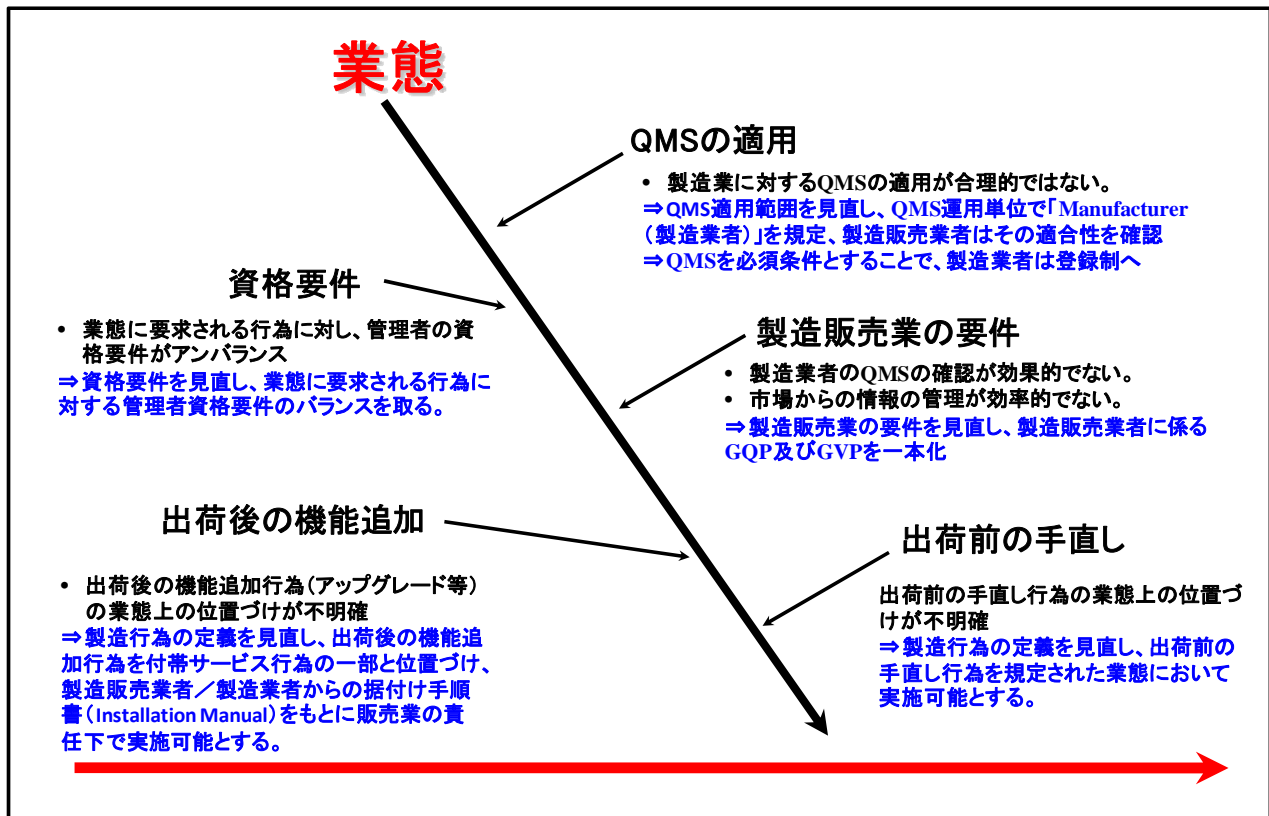 業態
QMSの適用
• 製造業に対するQMSの適用が合理的ではない。
⇒QMS適用範囲を見直し、QMS運用単位で「Manufacturer
(製造業者)」を規定、製造販売業者はその適合性を確認
⇒QMSを必須条件とすることで、製造業者は登録制へ
資格要件
• 業態に要求される行為に対し、管理者の資
格要件がアンバランス
⇒資格要件を見直し、業態に要求される行為に
対する管理者資格要件のバランスを取る。
製造販売業の要件
• 製造業者のQMSの確認が効果的でない。
• 市場からの情報の管理が効率的でない。
⇒製造販売業の要件を見直し、製造販売業者に係る
GQP及びGVPを一本化
出荷後の機能追加
• 出荷後の機能追加行為(アップグレード等)
の業態上の位置づけが不明確
⇒製造行為の定義を見直し、出荷後の機能追
加行為を付帯サービス行為の一部と位置づけ、
製造販売業者/製造業者からの据付け手順
書(Installation Manual)をもとに販売業の責
任下で実施可能とする。
出荷前の手直し
出荷前の手直し行為の業態上の位置づ
けが不明確
⇒製造行為の定義を見直し、出荷前の
手直し行為を規定された業態において
実施可能とする。